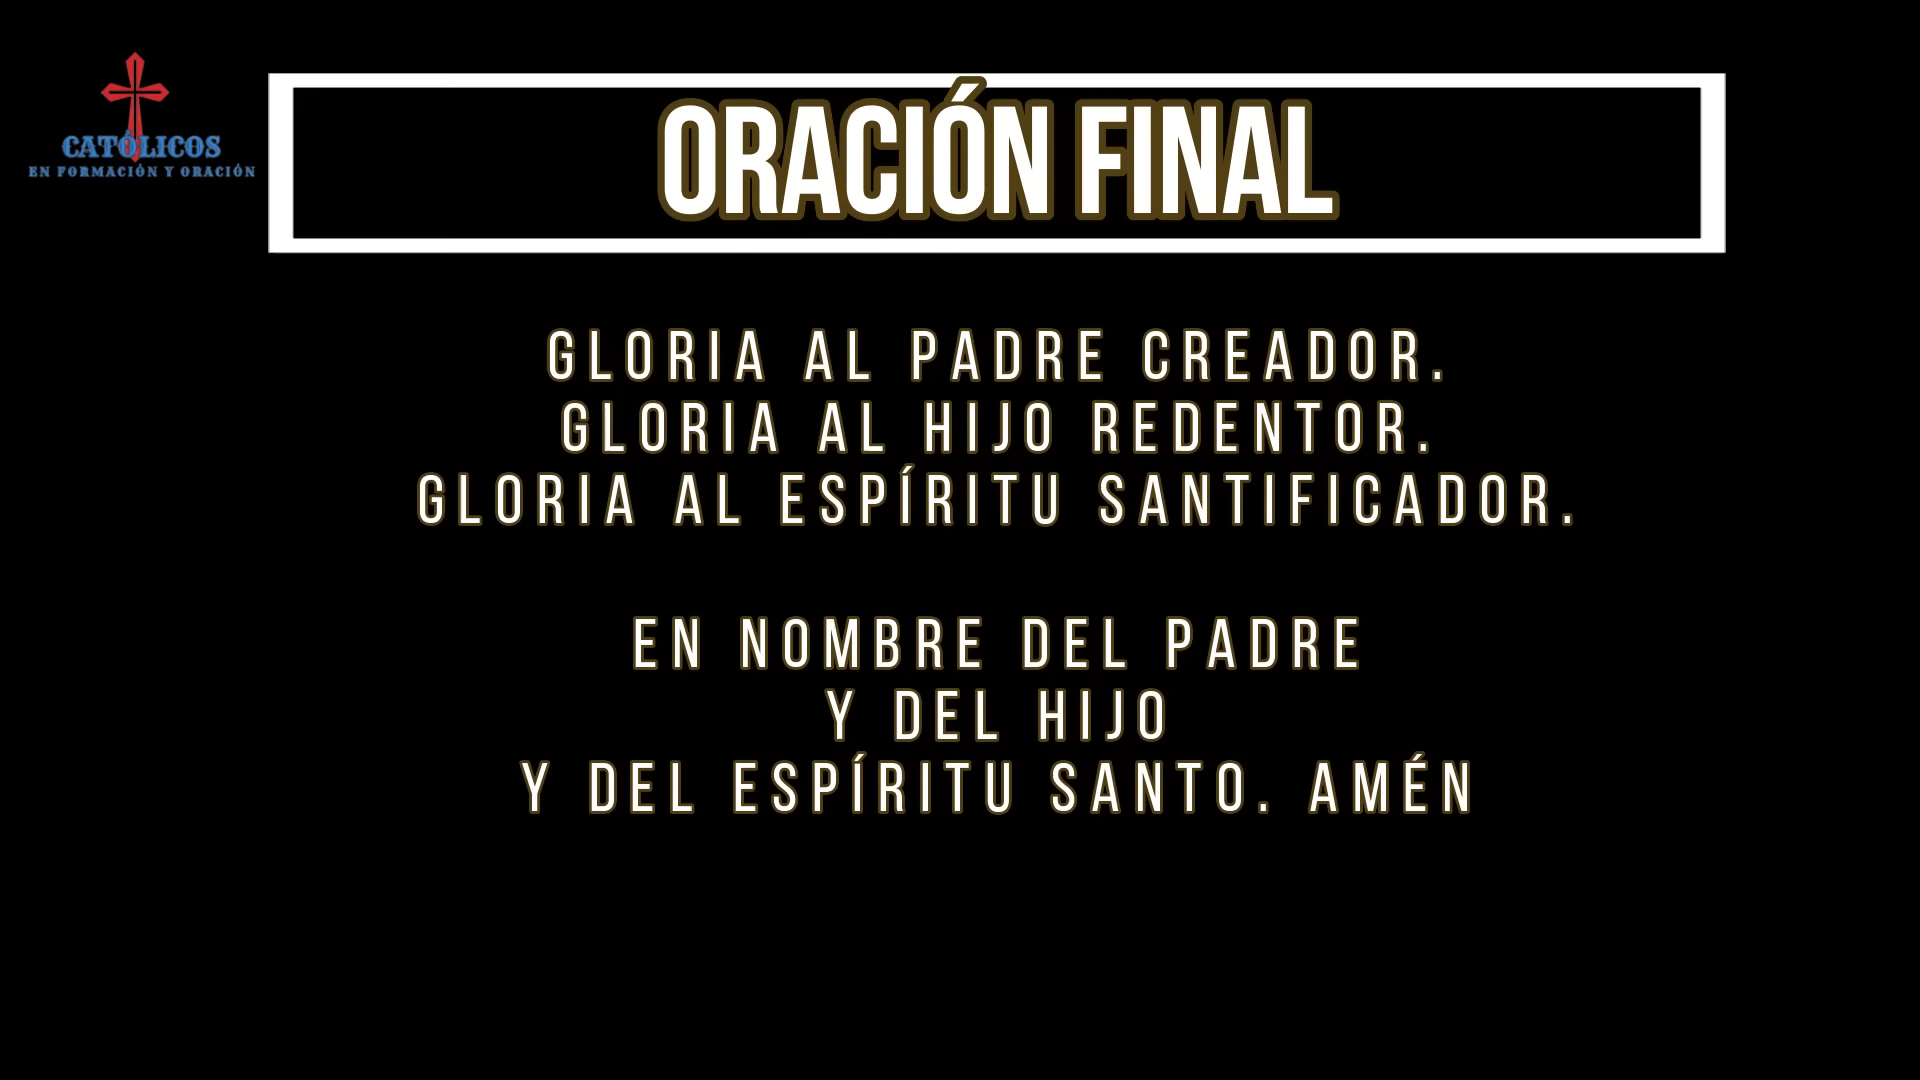 CATÓLICOS
EN FORMACIÓN Y ORACIÓN
ORACIÓN FINAL
GLORIA AL PADRE CREADOR.
GLORIA AL HIJO REDENTOR.
GLORIA AL ESPÍRITU SANTIFICADOR.
EN NOMBRE DEL PADRE
Y DEL HIJO
Y DEL ESPÍRITU SANTO. AMÉN